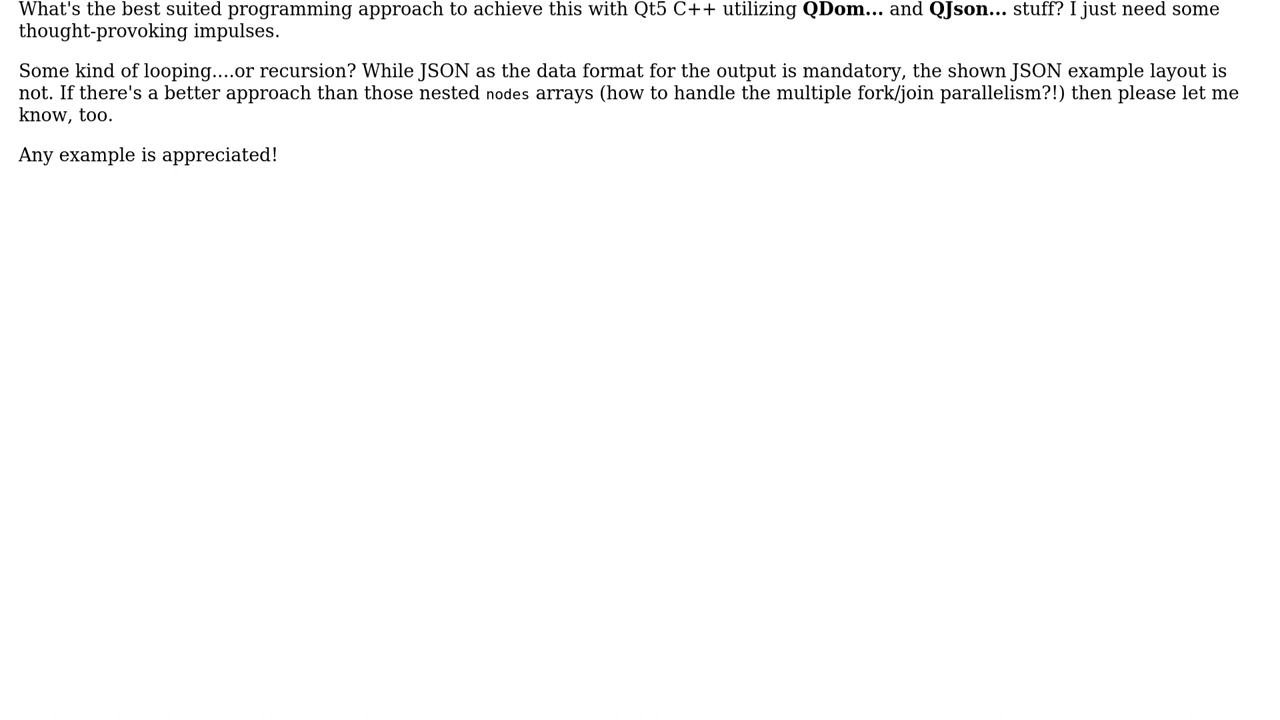 What's the best suited programming approach to achieve this with Qt5 C++ utilizing QDom... and QJson... stuff? I just need some
thought-provoking impulses.
Some kind of looping....or recursion? While JSON as the data format for the output is mandatory, the shown JSON example layout is
not. If there's a better approach than those nested nodes arrays (how to handle the multiple fork/join parallelism?!) then please let me
know, too.
Any example is appreciated!